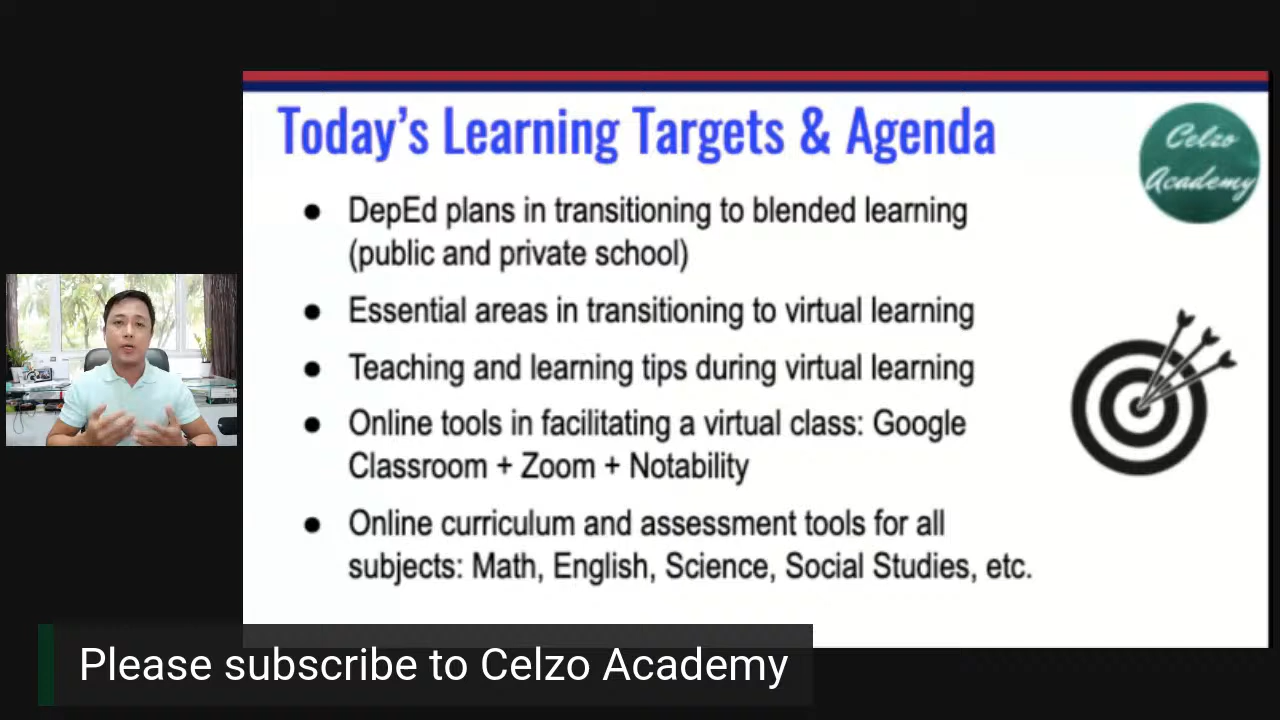 Today's Learning Targets & Agenda
Celzo
Academy
● DepEd plans in transitioning to blended learning
(public and private school)
● Essential areas in transitioning to virtual learning
● Teaching and learning tips during virtual learning
● Online tools in facilitating a virtual class: Google
Classroom + Zoom + Notability
● Online curriculum and assessment tools for all
subjects: Math, English, Science, Social Studies, etc.
Please subscribe to Celzo Academy